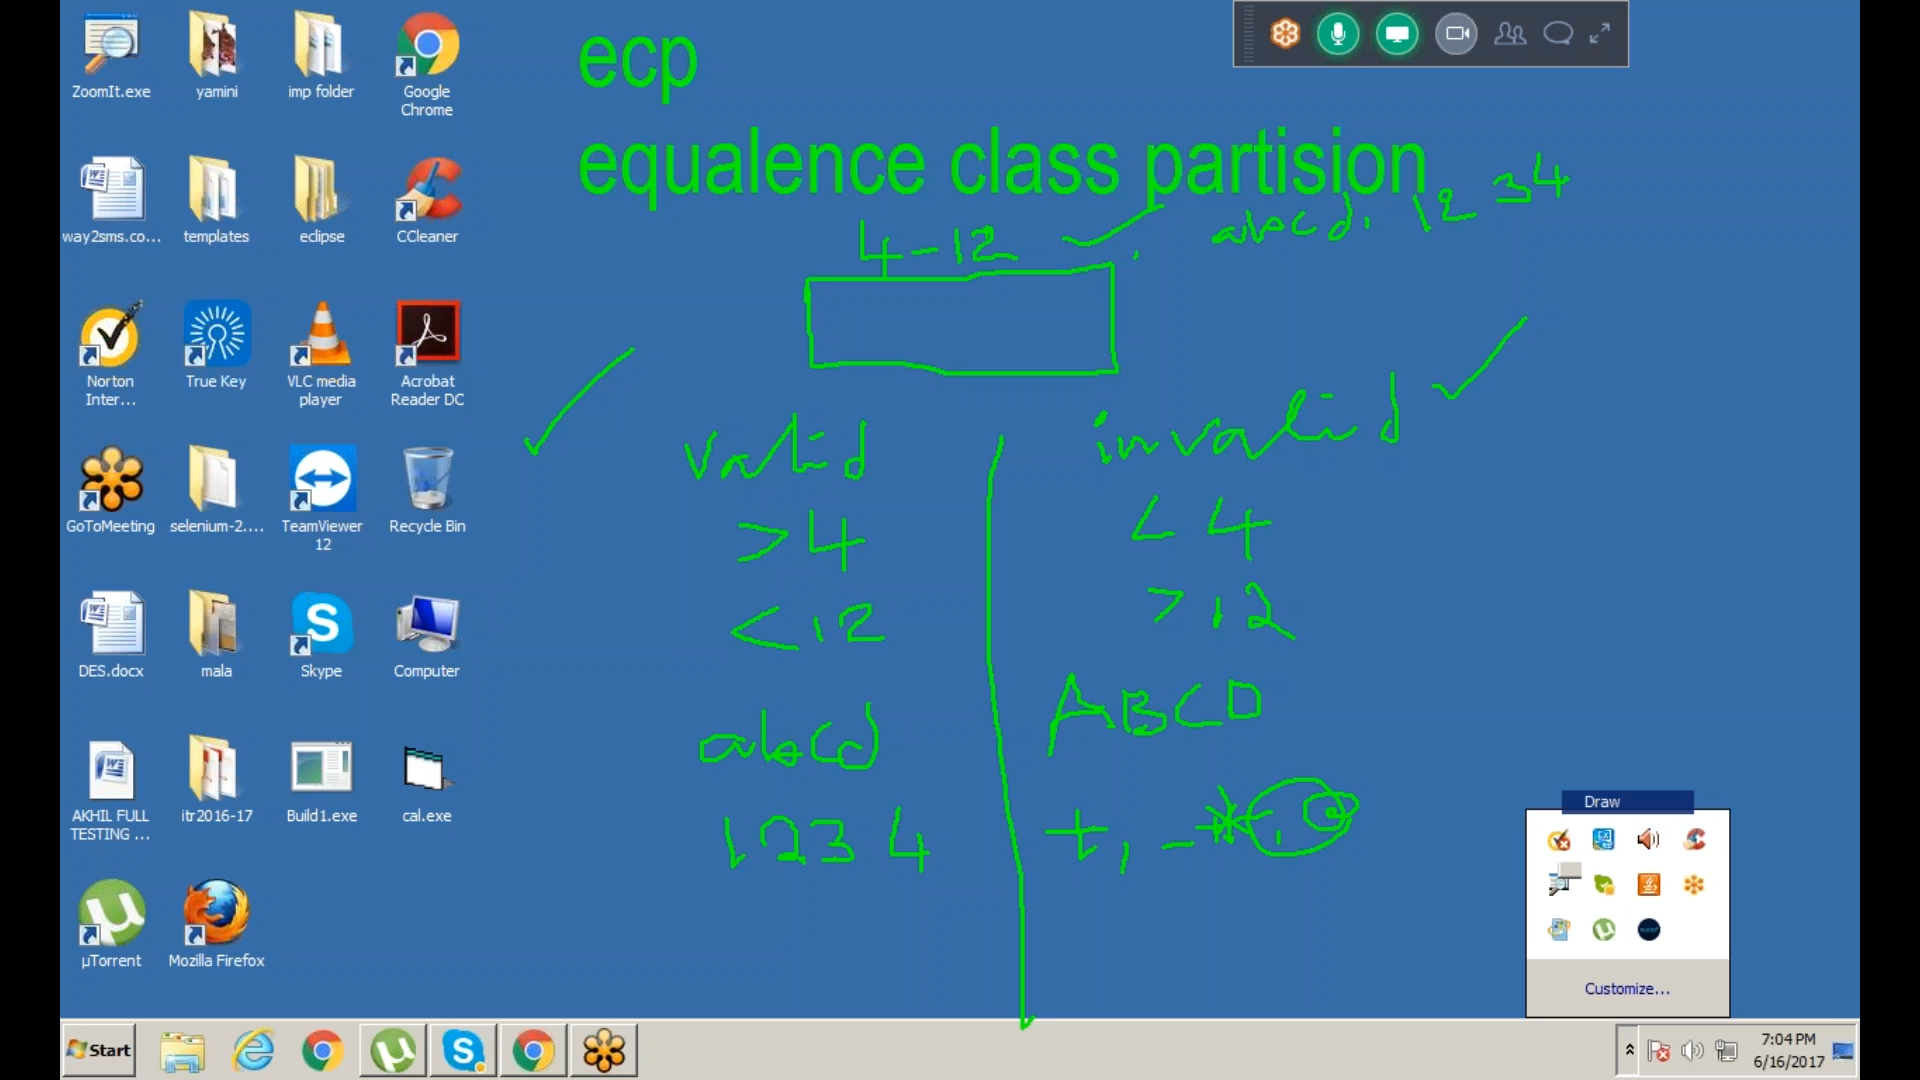 ZoomIt.exe
yamini
imp folder
Google Chrome
ecp
equalence class partision
way2sms.co...
templates
eclipse
CCleaner
4-12
abcd, 1234
Norton Inter...
True Key
VLC media player
Acrobat Reader DC
valid
invalid
>4
<4
<12
>12
abcd
ABCD
1234
GoToMeeting
selenium-2....
TeamViewer 12
Recycle Bin
DES.docx
mala
Skype
Computer
AKHIL FULL TESTING ...
itr2016-17
Build1.exe
cal.exe
µTorrent
Mozilla Firefox
Draw
Customize...
Start
7:04 PM
6/16/2017